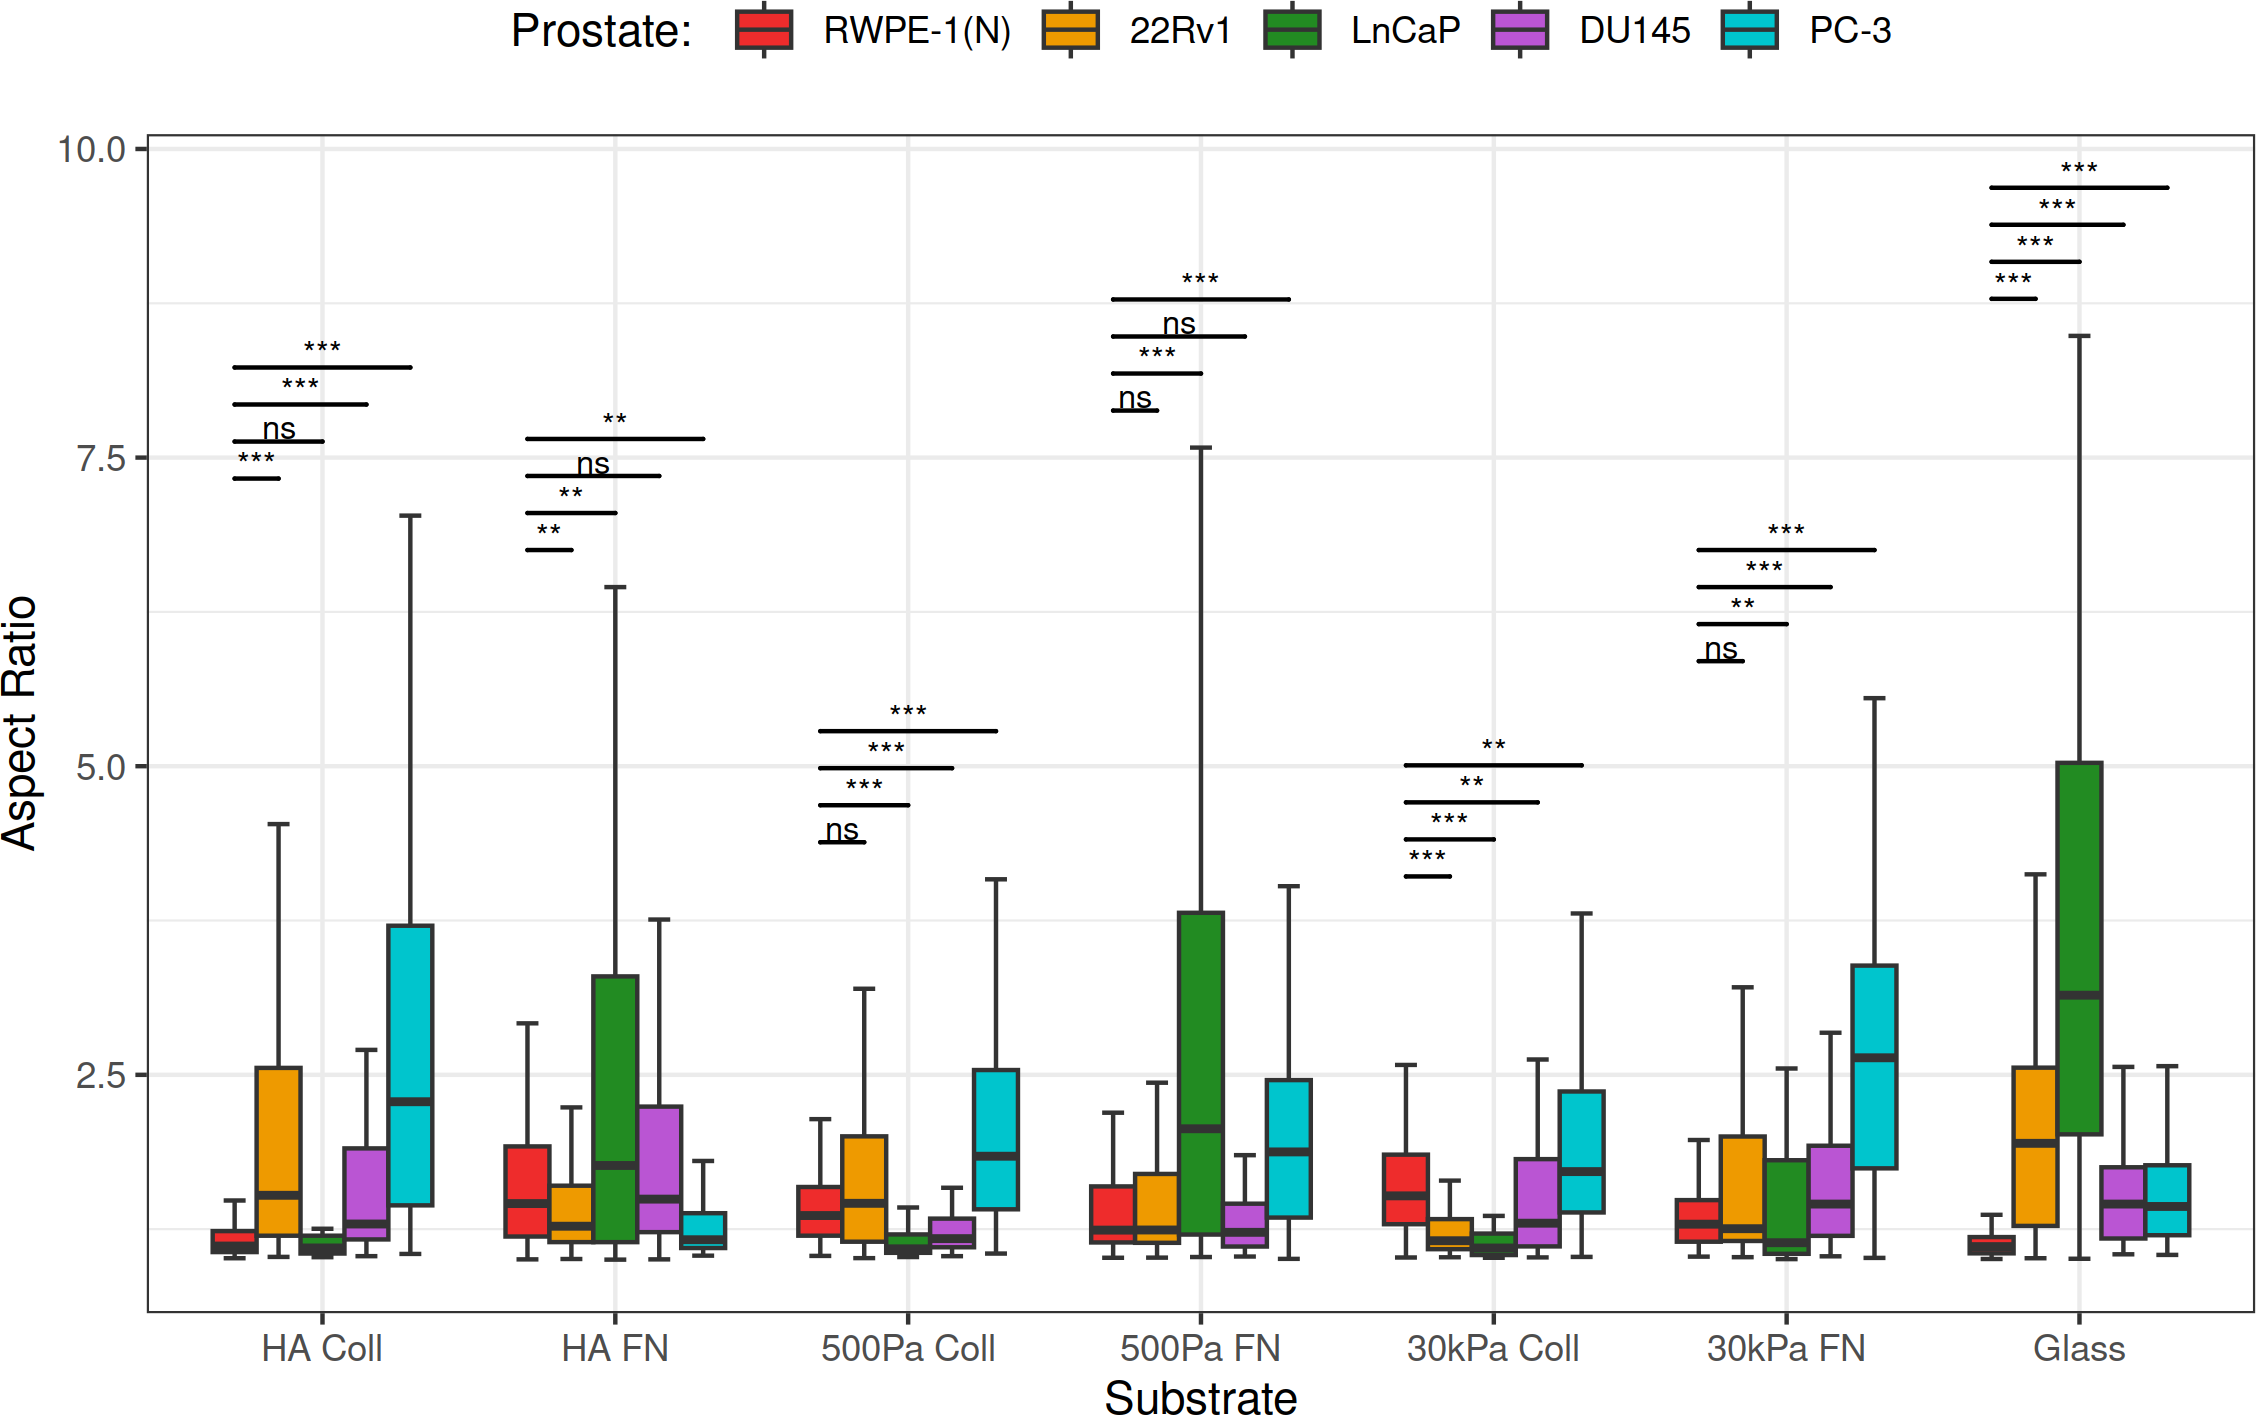 Prostate: RWPE-1(N) 22Rv1 LnCaP DU145 PC-3
Aspect Ratio
10.0
7.5
5.0
2.5
***
***
ns
***
**
ns
**
**
***
***
***
ns
***
ns
***
ns
**
**
***
***
***
***
**
ns
***
***
***
***
HA Coll HA FN 500Pa Coll 500Pa FN 30kPa Coll 30kPa FN Glass
Substrate